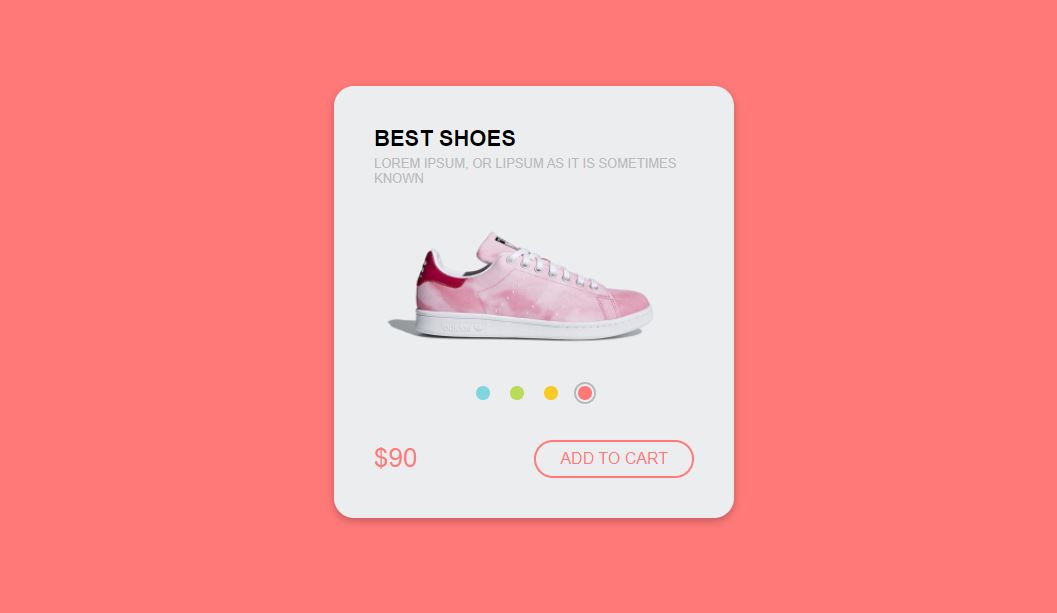 BEST SHOES
LOREM IPSUM, OR LIPSUM AS IT IS SOMETIMES
KNOWN
adidas
$90
ADD TO CART